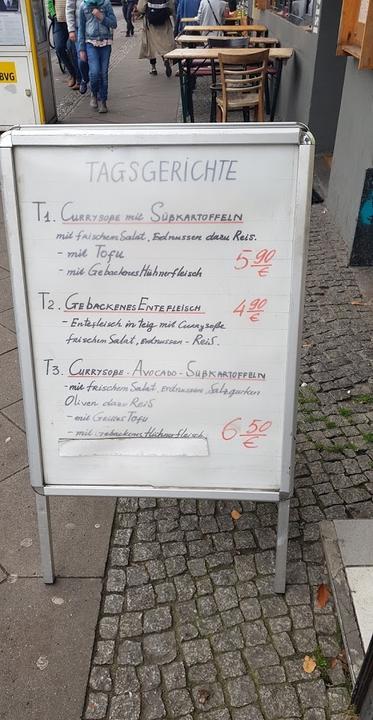 BVG
TAGSGERICHTE
T1. CURRYSOßE mit SÜßKARTOFFELN
mit frischem Salat, Erdnussen dazu Reis.
- mit Tofu
- mit Gebackenes Hühnerfleisch
5 90 €
T2. GEBACKENES ENTEFLEISCH
4 90 €
- Entefleisch in teig mit Currysoße
frischem Salat, erdnussen - Reis.
T3. CURRYSOßE - AVOCADO - SÜßKARTOFFELN
- mit frischem Salat, erdnussen, Salzgurken
Oliven dazu Reis
- mit Tofu
- mit Gebackenes Hühnerfleisch
6 50 €